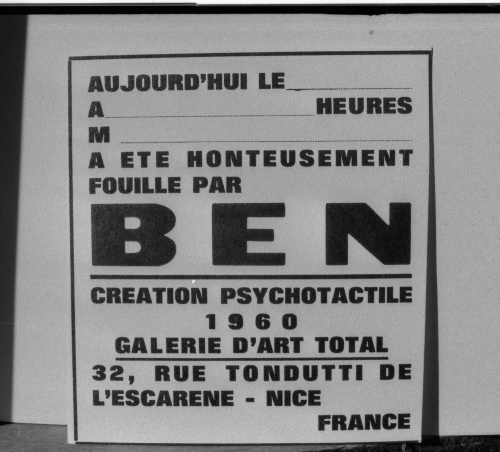 AUJOURD'HUI LE
A HEURES
M
A ETE HONTEUSEMENT
FOUILLE PAR
BEN
CREATION PSYCHOTACTILE
1960
GALERIE D'ART TOTAL
32, RUE TONDUTTI DE
L'ESCARENE - NICE
FRANCE